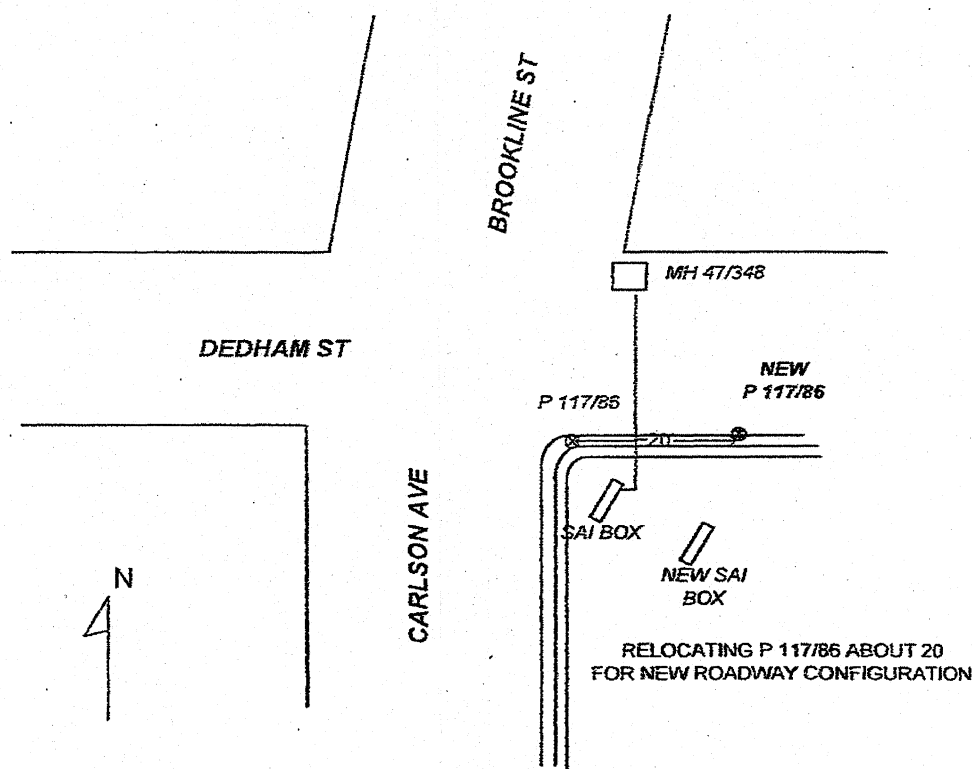 BROOKLINE ST
MH 47/348
DEDHAM ST
NEW
P 117/86
P 117/86
20
CARLSON AVE
SAI BOX
NEW SAI
BOX
N
RELOCATING P 117/86 ABOUT 20
FOR NEW ROADWAY CONFIGURATION